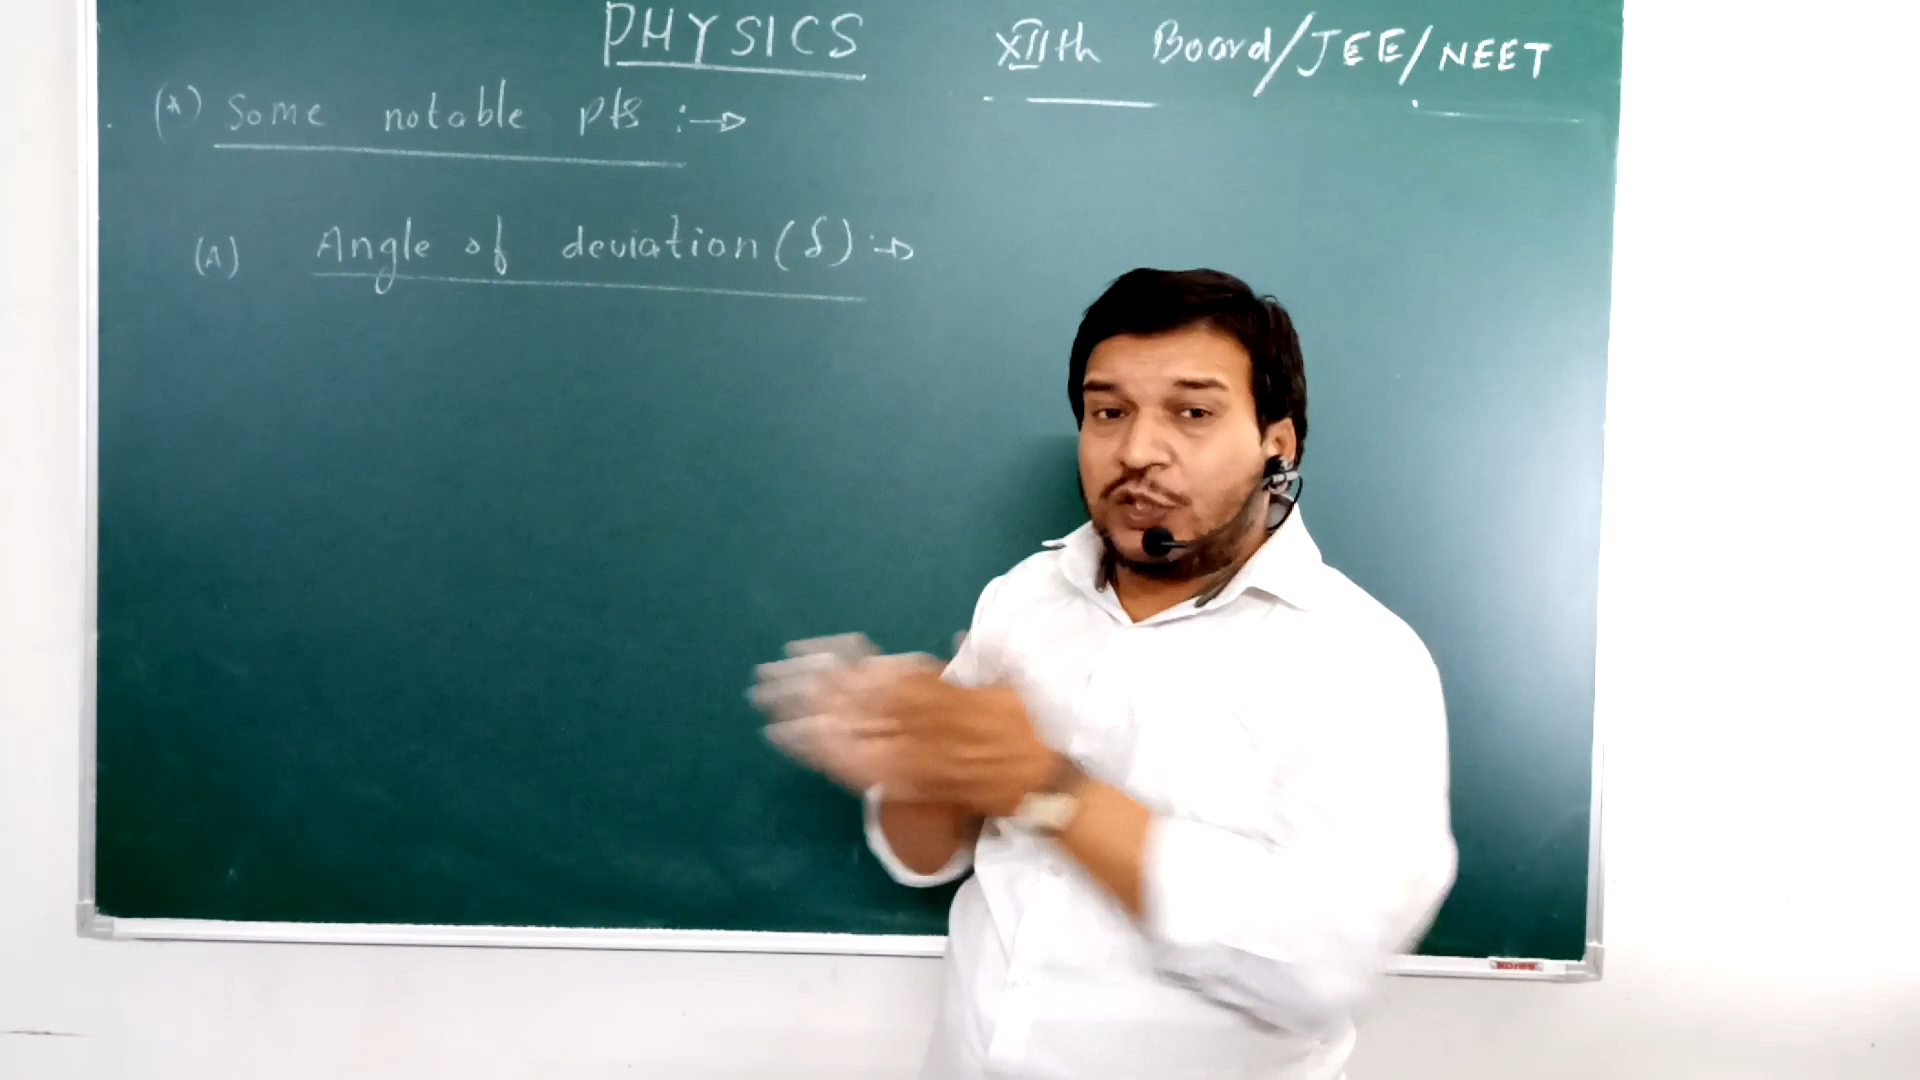 PHYSICS
XIIth Board/JEE/NEET
(*) Some notable pts :→
(A) Angle of deviation (δ) :→